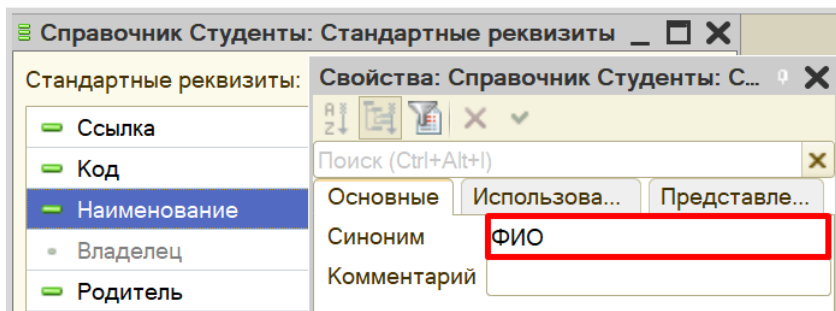 Справочник Студенты: Стандартные реквизиты
Стандартные реквизиты:
Ссылка
Код
Наименование
Владелец
Родитель
Свойства: Справочник Студенты: С...
Поиск (Ctrl+Alt+I)
Основные Использова... Представле...
Синоним ФИО
Комментарий